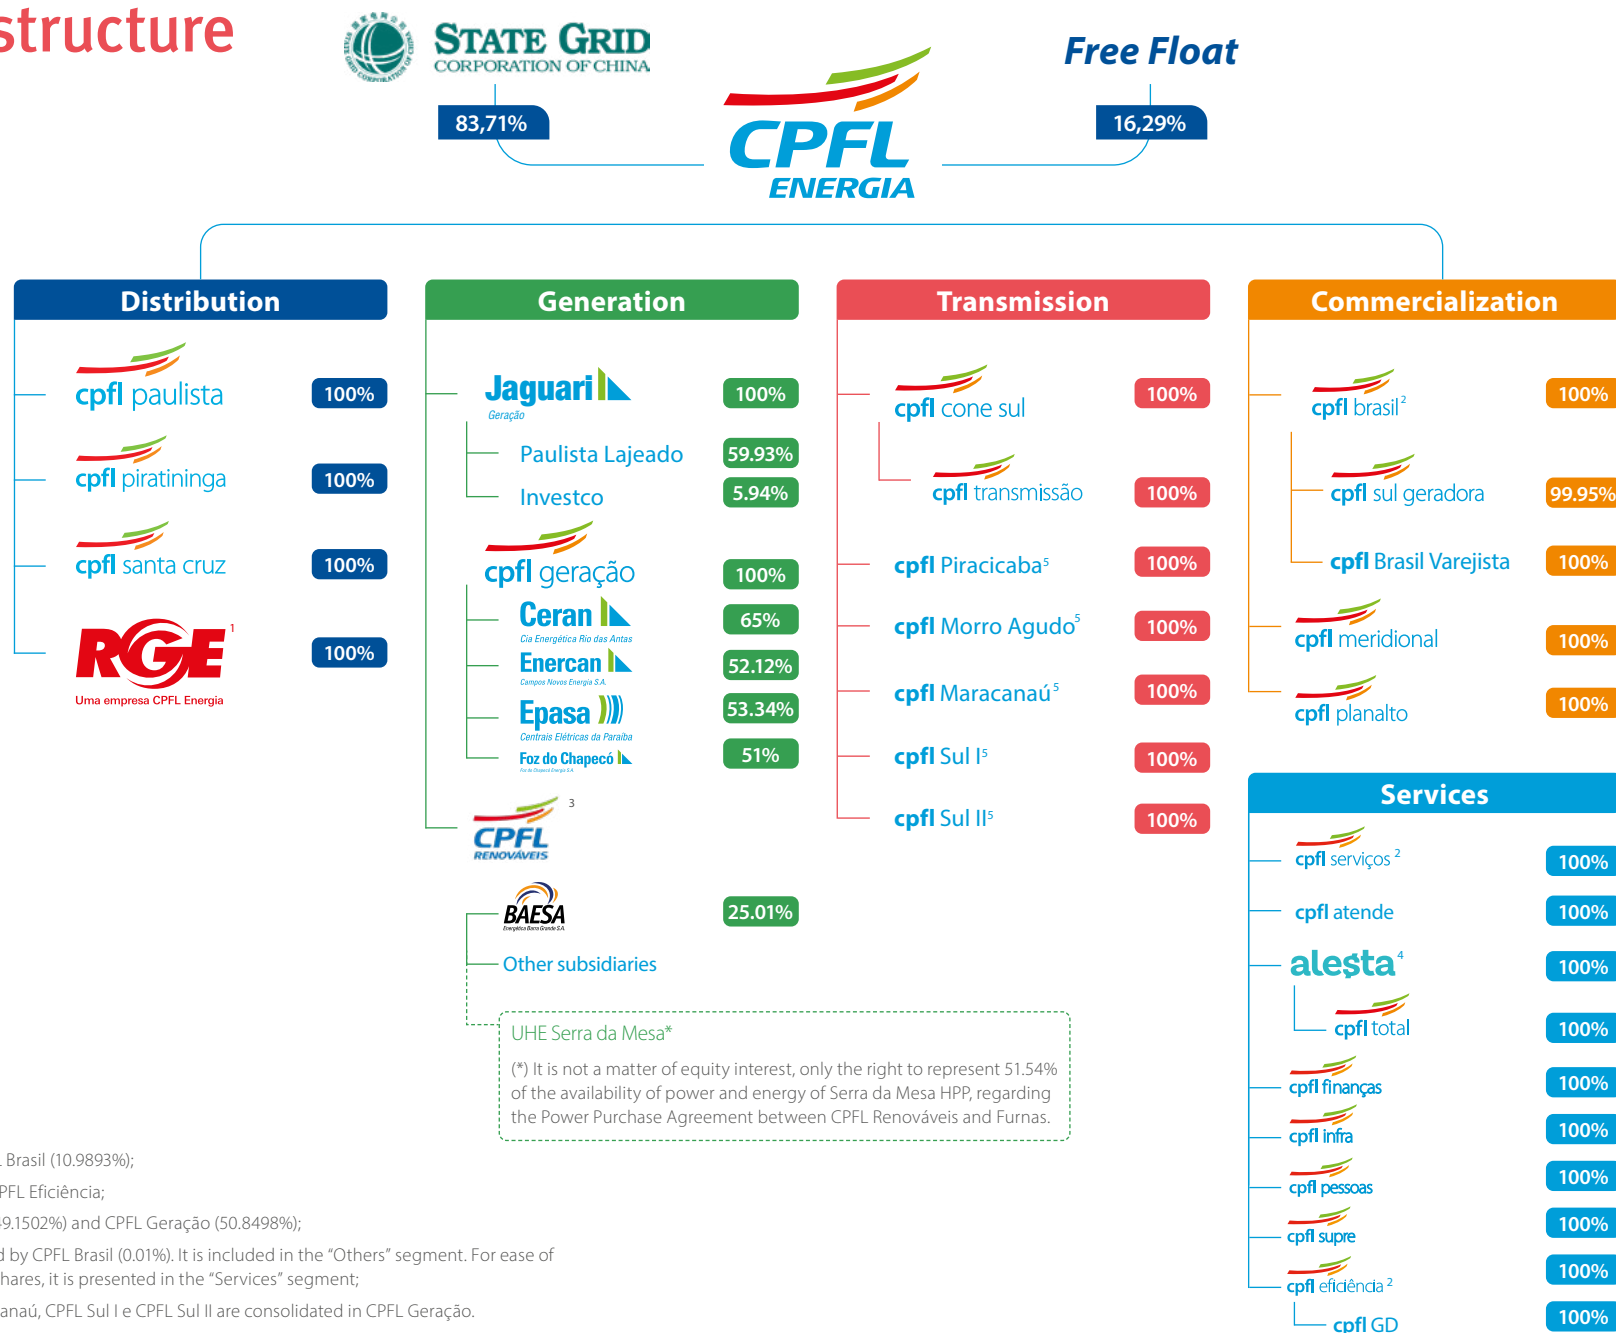 structure
STATE GRID
CORPORATION OF CHINA
83,71%
CPFL
ENERGIA
Free Float
16,29%
Distribution
cpfl paulista
100%
cpfl piratininga
100%
cpfl santa cruz
100%
RGE 1
Uma empresa CPFL Energia
100%
Generation
Jaguari
Geração
100%
Paulista Lajeado
59.93%
Investco
5.94%
cpfl geração
100%
Ceran
Cia Energética Rio das Antas
65%
Enercan
Campos Novos Energia S.A.
52.12%
Epasa
Centrais Elétricas da Paraíba
53.34%
Foz do Chapecó
Foz do Chapecó Energia S.A.
51%
CPFL 3
RENOVÁVEIS
BAESA
Energética Barra Grande S.A.
25.01%
Other subsidiaries
UHE Serra da Mesa*
(*) It is not a matter of equity interest, only the right to represent 51.54%
of the availability of power and energy of Serra da Mesa HPP, regarding
the Power Purchase Agreement between CPFL Renováveis and Furnas.
Transmission
cpfl cone sul
100%
cpfl transmissão
100%
cpfl Piracicaba5
100%
cpfl Morro Agudo5
100%
cpfl Maracanaú5
100%
cpfl Sul I5
100%
cpfl Sul II5
100%
Commercialization
cpfl brasil2
100%
cpfl sul geradora
99.95%
cpfl Brasil Varejista
100%
cpfl meridional
100%
cpfl planalto
100%
Services
cpfl serviços 2
100%
cpfl atende
100%
alesta4
100%
cpfl total
100%
cpfl finanças
100%
cpfl infra
100%
cpfl pessoas
100%
cpfl supre
100%
cpfl eficiência 2
100%
cpfl GD
100%
Brasil (10.9893%);
PFL Eficiência;
49.1502%) and CPFL Geração (50.8498%);
d by CPFL Brasil (0.01%). It is included in the “Others” segment. For ease of
hares, it is presented in the “Services” segment;
anaú, CPFL Sul I e CPFL Sul II are consolidated in CPFL Geração.